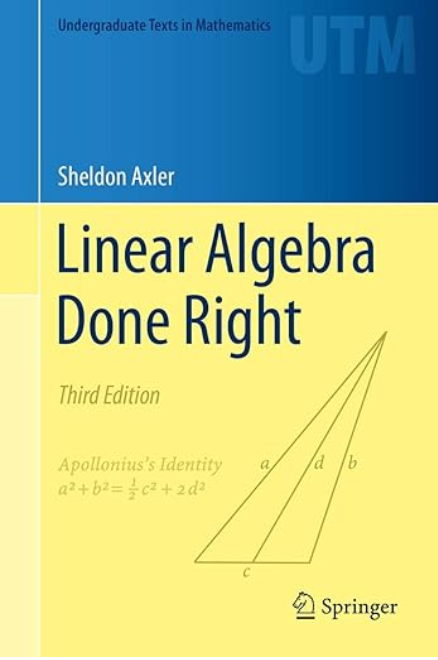 Undergraduate Texts in Mathematics
UTM
Sheldon Axler
Linear Algebra
Done Right
Third Edition
Apollonius's Identity
a² + b² = ½ c² + 2 d²
a d b
c
Springer